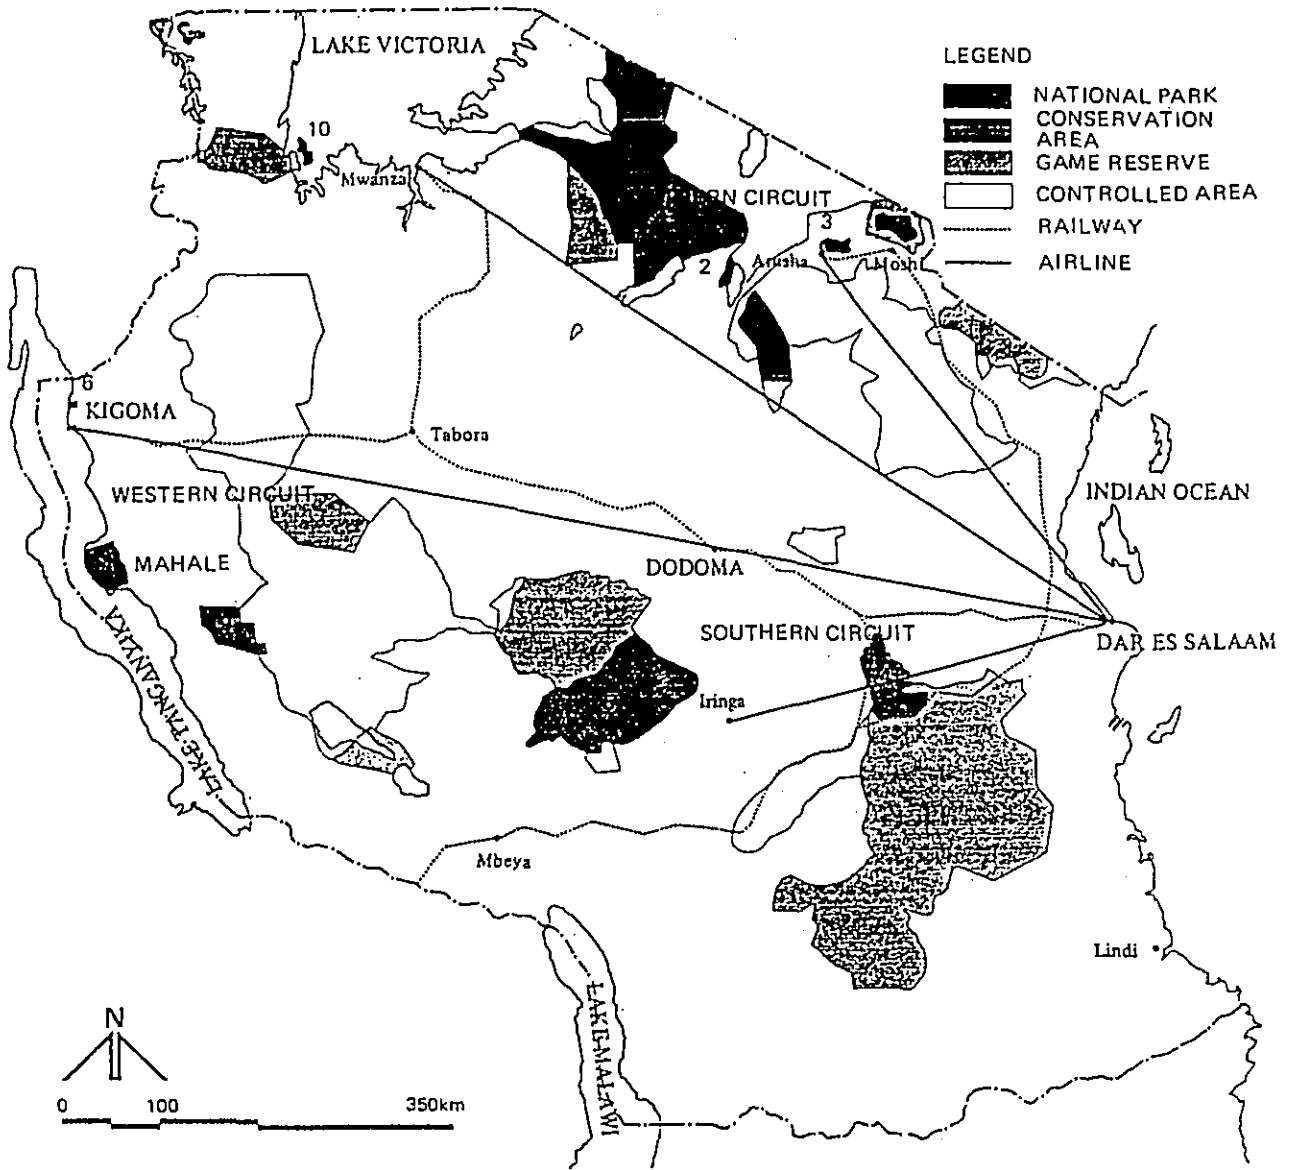 LAKE VICTORIA
LEGEND
NATIONAL PARK
CONSERVATION
AREA
GAME RESERVE
CONTROLLED AREA
RAILWAY
AIRLINE
10
Mwanza
RN CIRCUIT
3
2
Arusha
Moshi
6
KIGOMA
Tabora
WESTERN CIRCUIT
INDIAN OCEAN
MAHALE
DODOMA
SOUTHERN CIRCUIT
DAR ES SALAAM
LAKE TANGANYIKA
Iringa
Mbeya
Lindi
LAKE MALAWI
N
0 100 350km